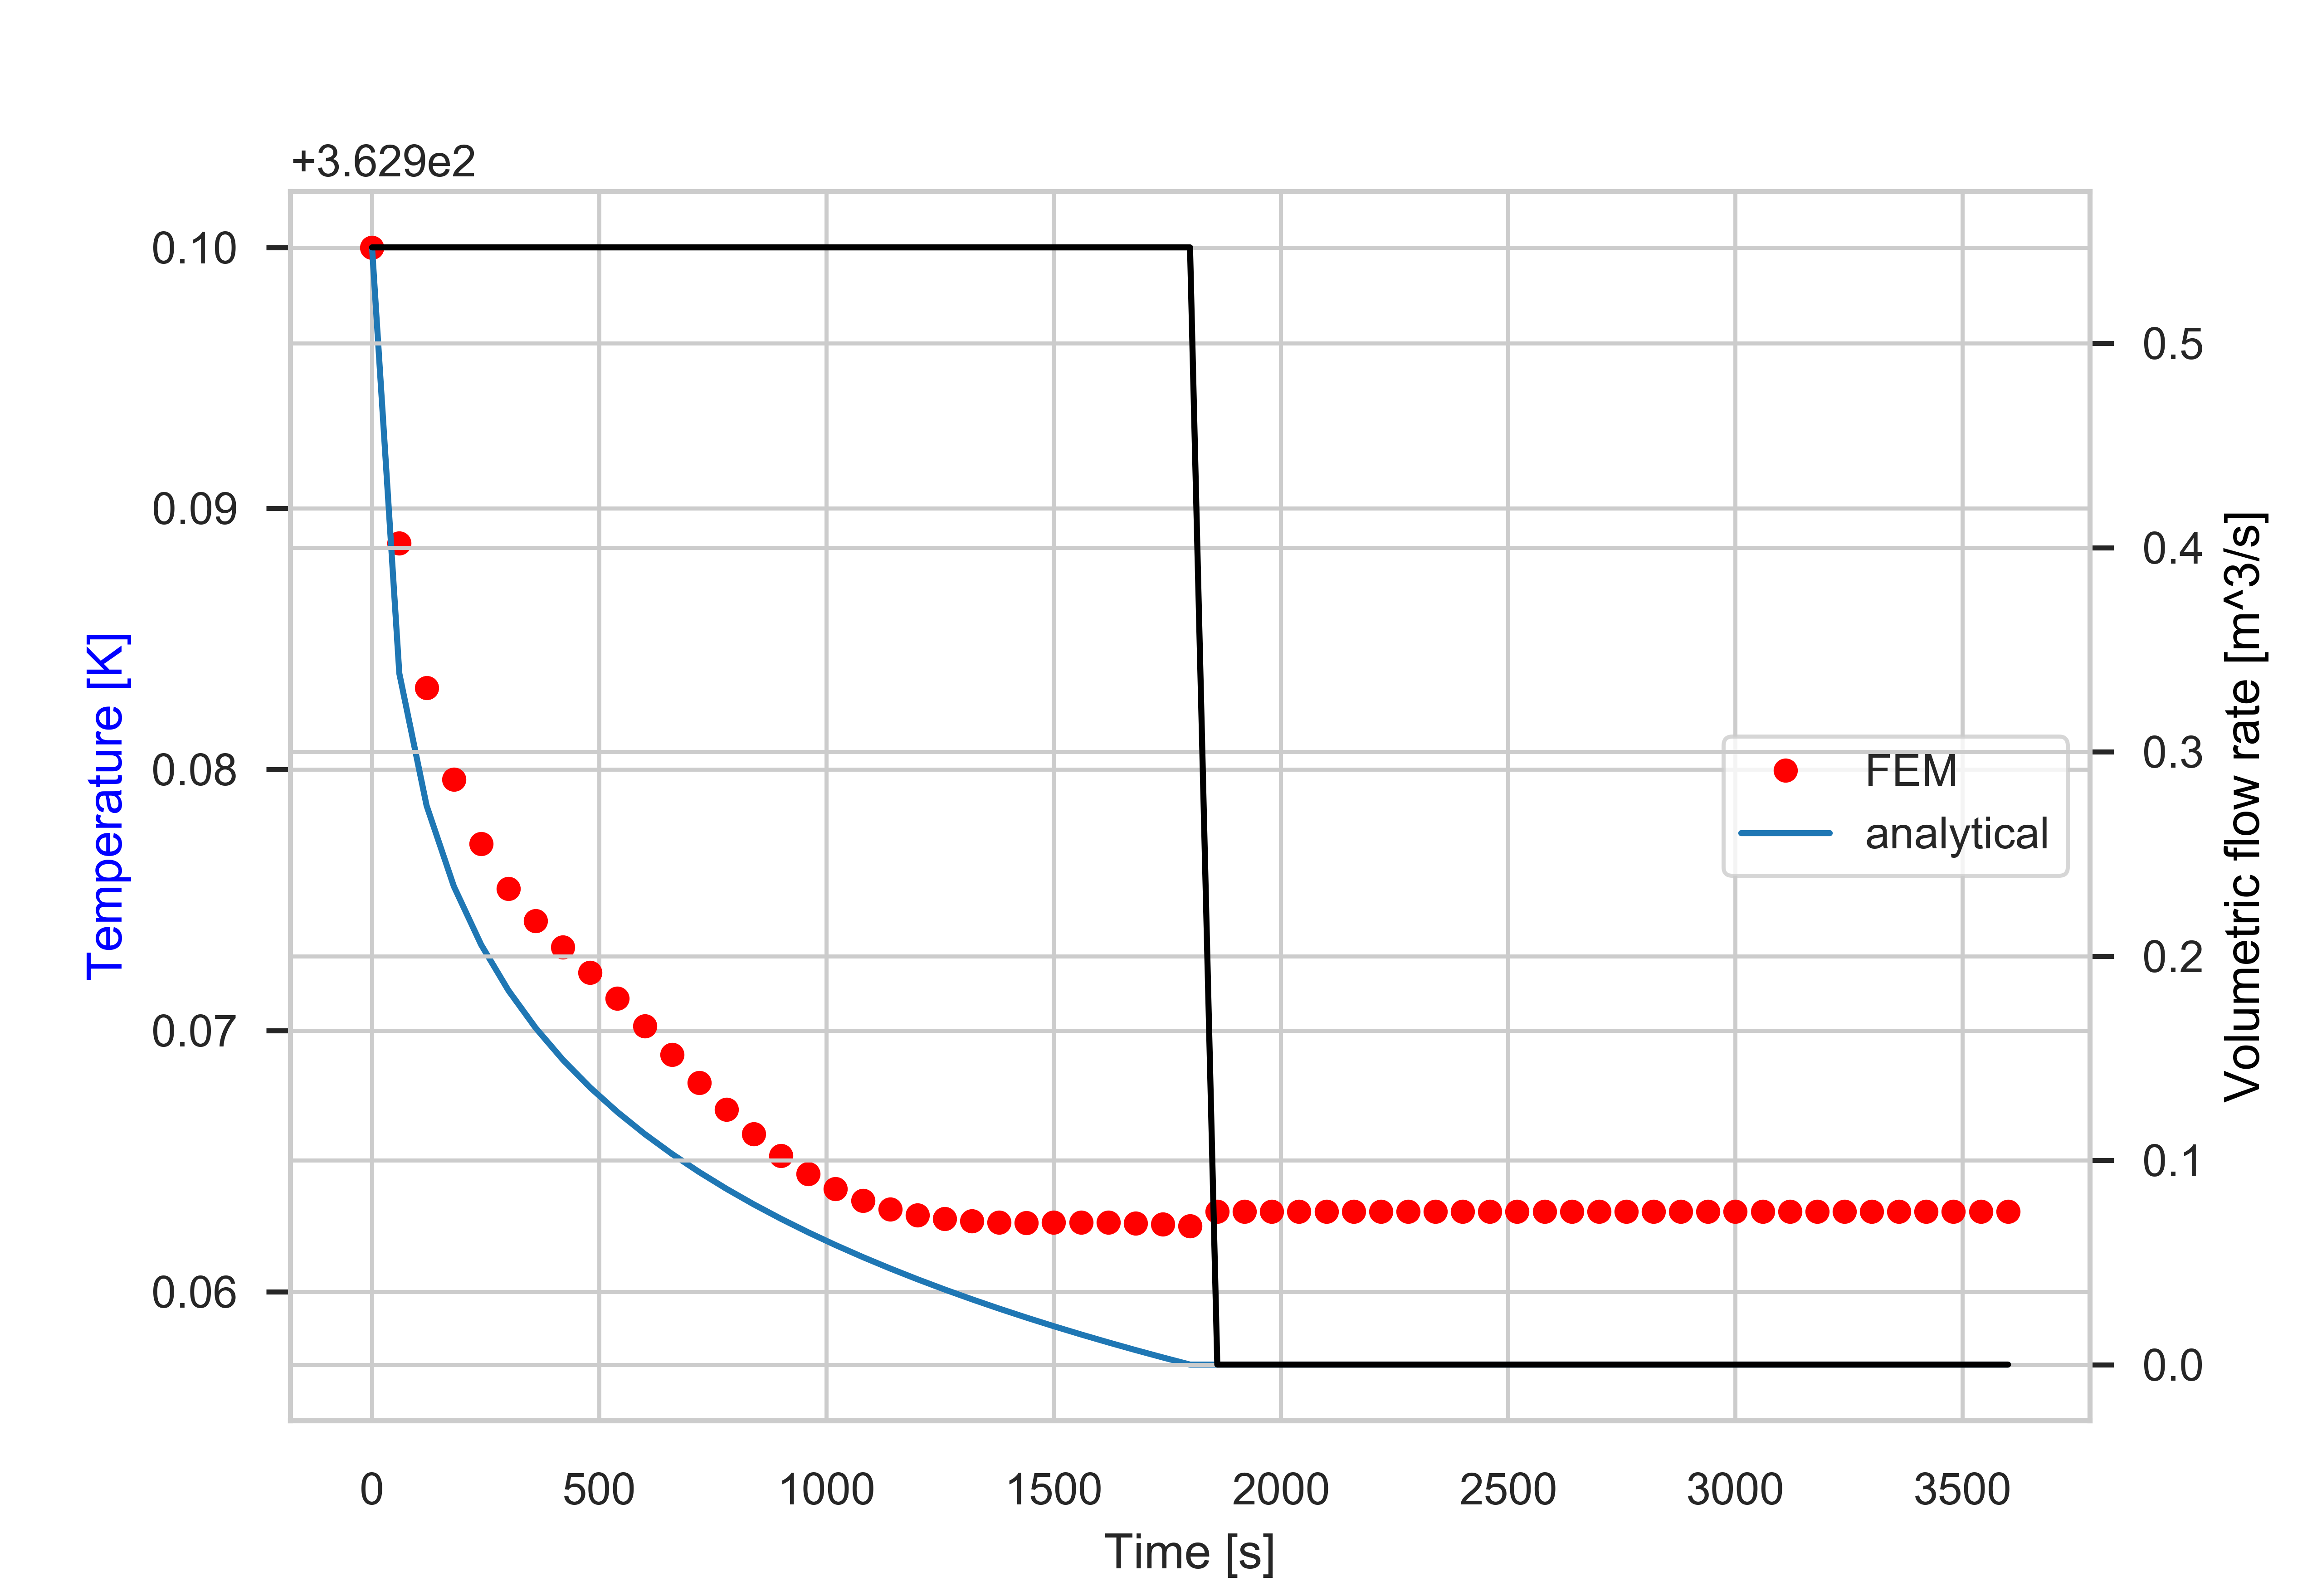 +3.629e2
0.10
0.09
0.08
0.07
0.06
Temperature [K]
0.5
0.4
0.3
0.2
0.1
0.0
Volumetric flow rate [m^3/s]
FEM
analytical
0 500 1000 1500 2000 2500 3000 3500
Time [s]